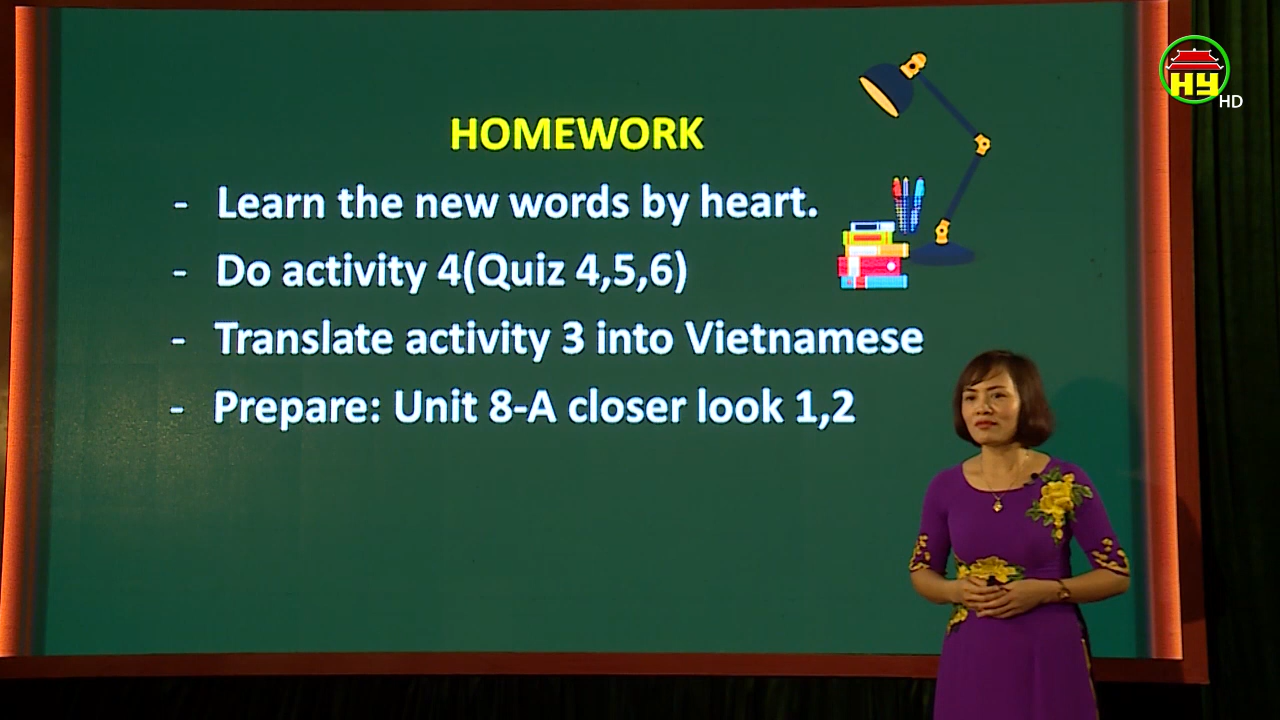 HY
HD
HOMEWORK
- Learn the new words by heart.
- Do activity 4(Quiz 4,5,6)
- Translate activity 3 into Vietnamese
- Prepare: Unit 8-A closer look 1,2